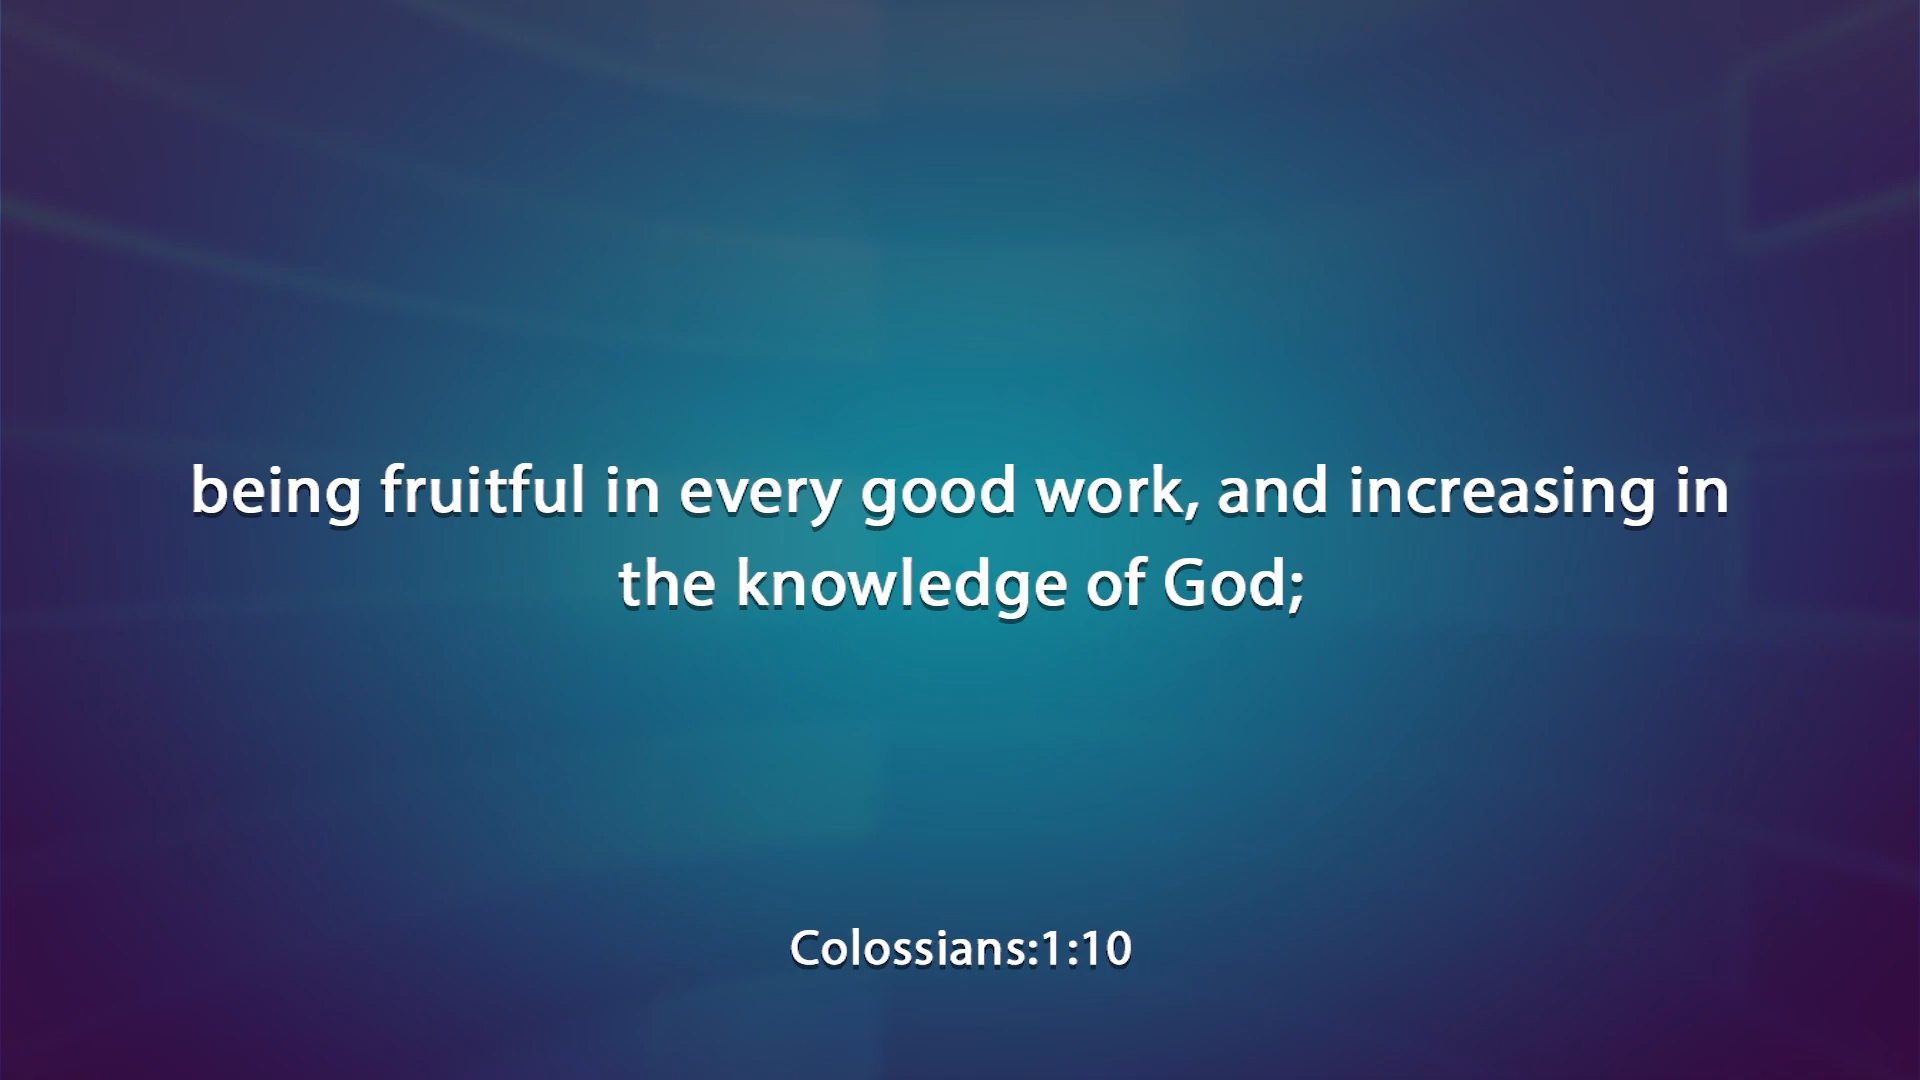 being fruitful in every good work, and increasing in
the knowledge of God;
Colossians:1:10